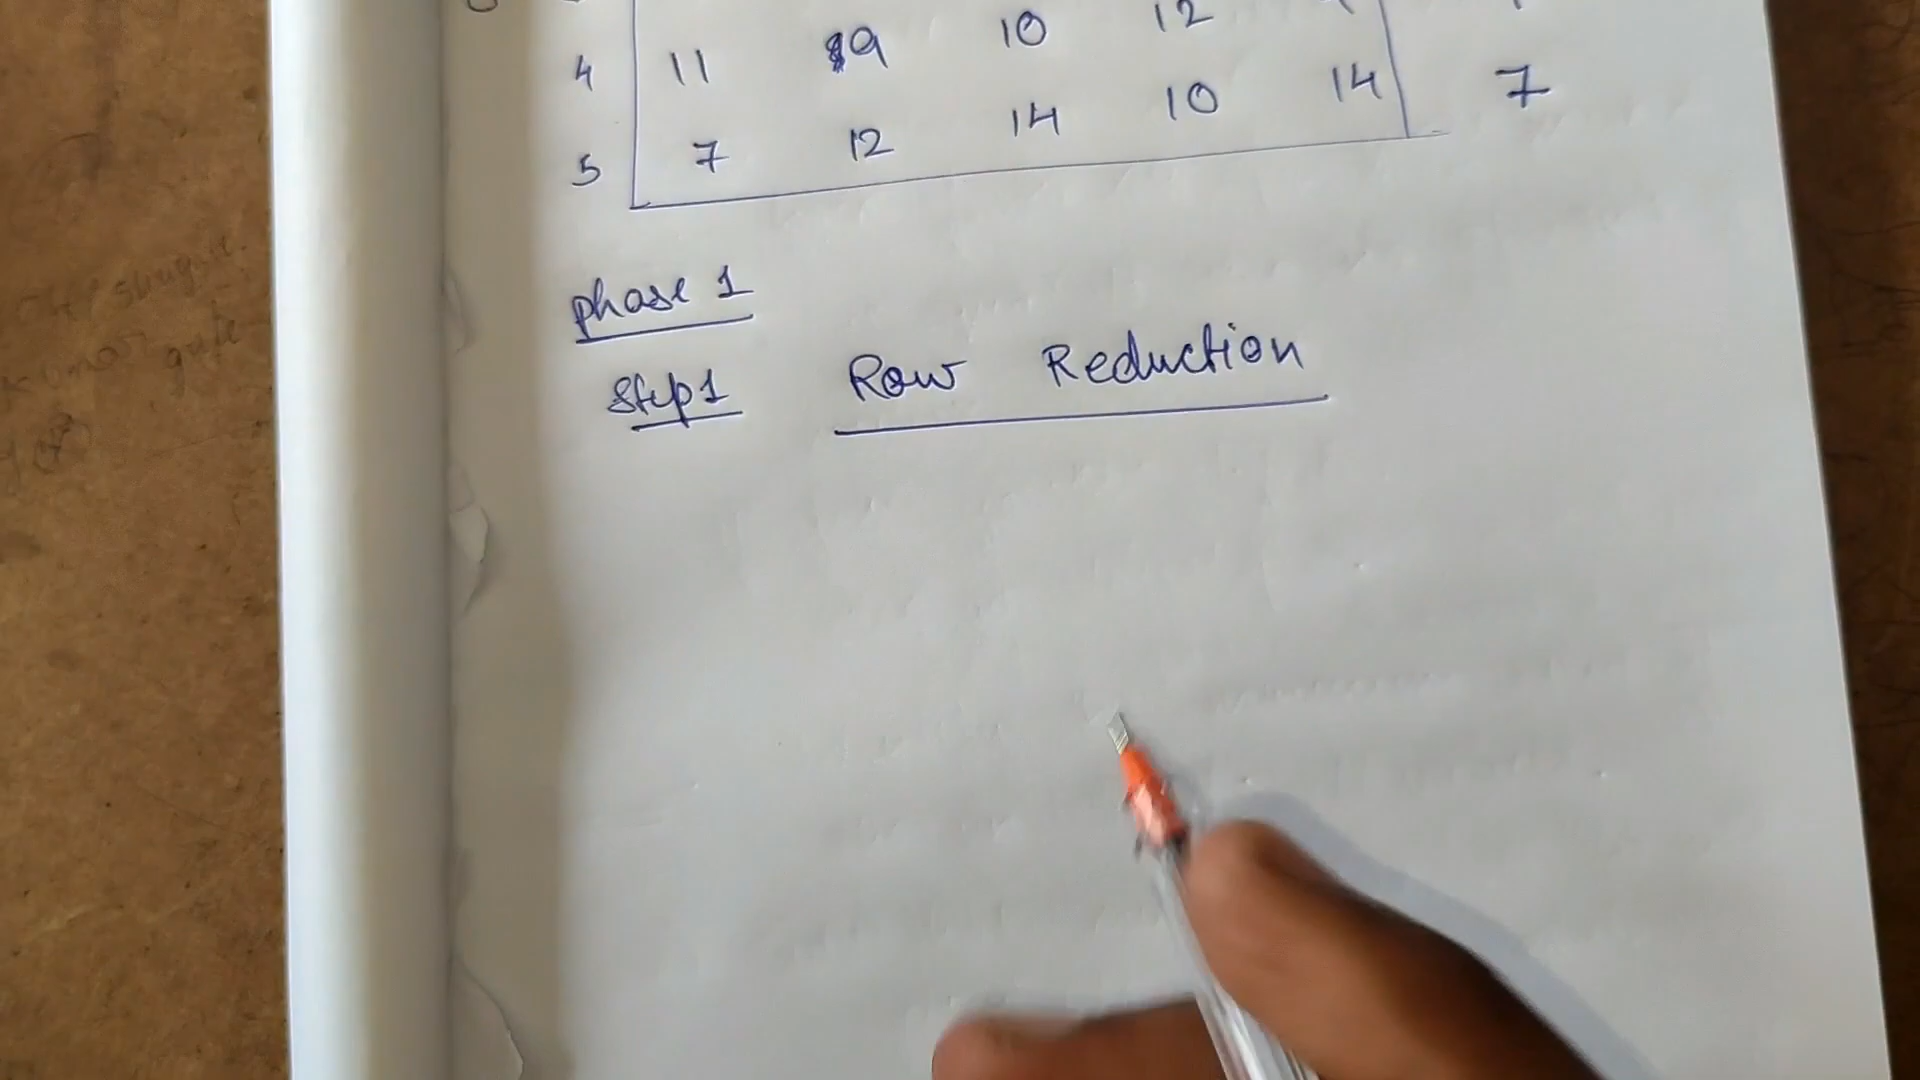 4 11 9 10 12
5 7 12 14 10 14 7
phase 1
Step1 Row Reduction